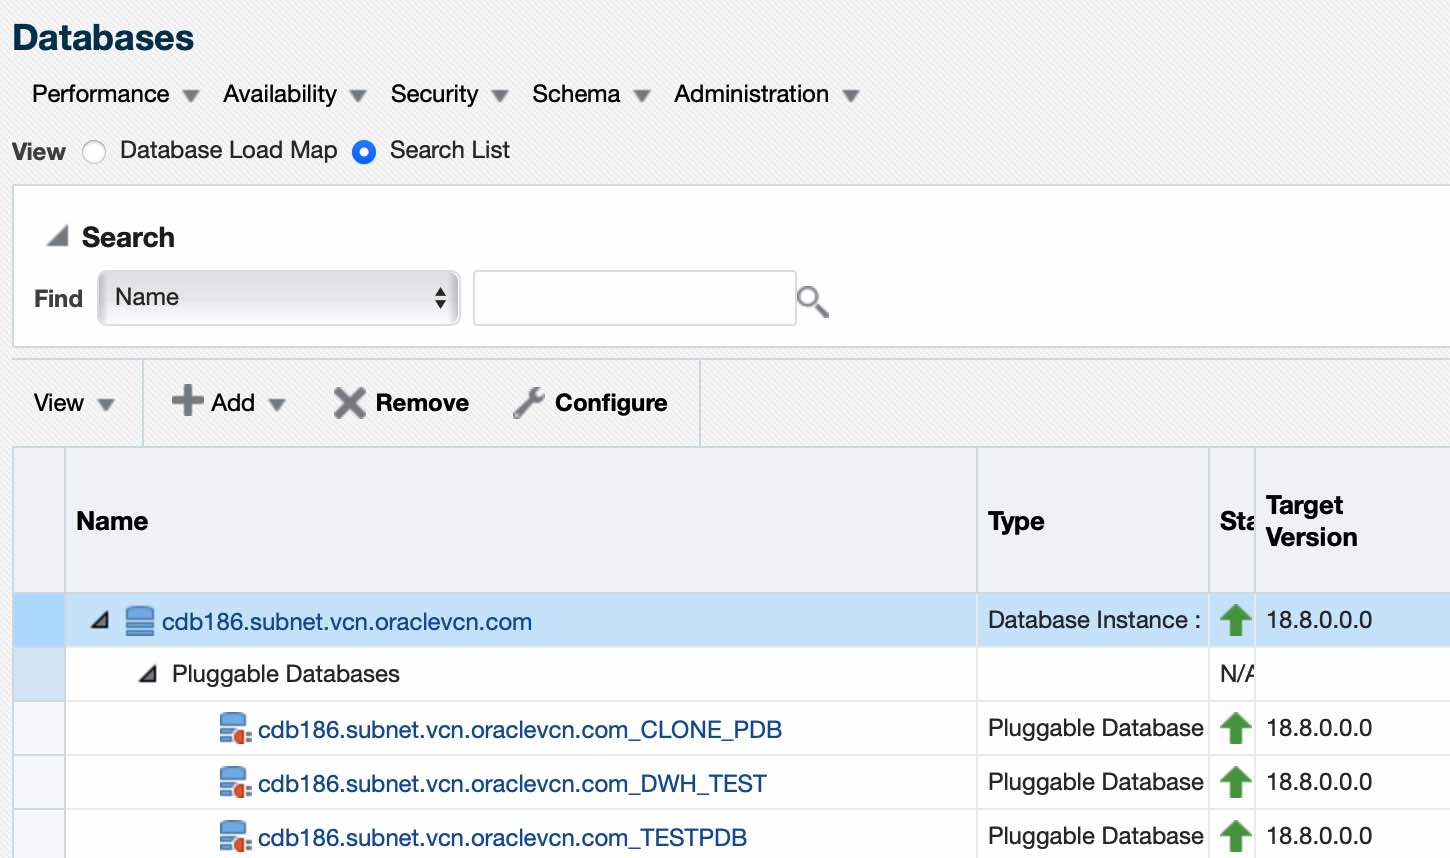 Databases
Performance Availability Security Schema Administration
View Database Load Map Search List
Search
Find Name
View Add Remove Configure
Name Type Sta Target Version
cdb186.subnet.vcn.oraclevcn.com Database Instance : 18.8.0.0.0
Pluggable Databases N/A
cdb186.subnet.vcn.oraclevcn.com_CLONE_PDB Pluggable Database 18.8.0.0.0
cdb186.subnet.vcn.oraclevcn.com_DWH_TEST Pluggable Database 18.8.0.0.0
cdb186.subnet.vcn.oraclevcn.com_TESTPDB Pluggable Database 18.8.0.0.0